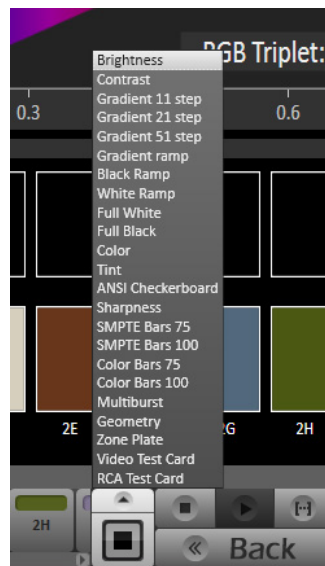 RGB Triplet:
0.3
0.6
Brightness
Contrast
Gradient 11 step
Gradient 21 step
Gradient 51 step
Gradient ramp
Black Ramp
White Ramp
Full White
Full Black
Color
Tint
ANSI Checkerboard
Sharpness
SMPTE Bars 75
SMPTE Bars 100
Color Bars 75
Color Bars 100
Multiburst
Geometry
Zone Plate
Video Test Card
RCA Test Card
2E
2G
2H
2H
Back